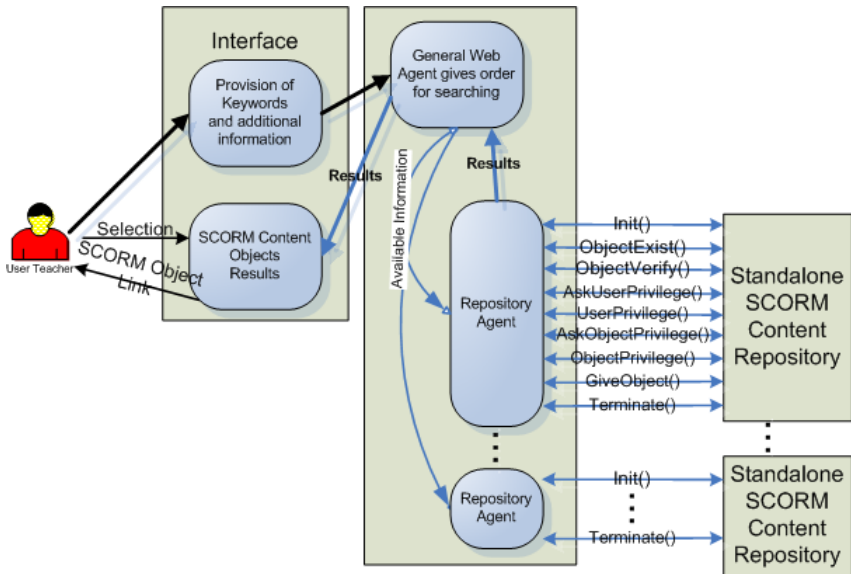 Interface
Provision of
Keywords
and additional
information
General Web
Agent gives order
for searching
Results
Results
Available Information
User Teacher
Selection
SCORM Object
Link
SCORM Content
Objects
Results
Repository
Agent
Init()
ObjectExist()
ObjectVerify()
AskUserPrivilege()
UserPrivilege()
AskObjectPrivilege()
ObjectPrivilege()
GiveObject()
Terminate()
Standalone
SCORM
Content
Repository
Repository
Agent
Init()
Terminate()
Standalone
SCORM
Content
Repository